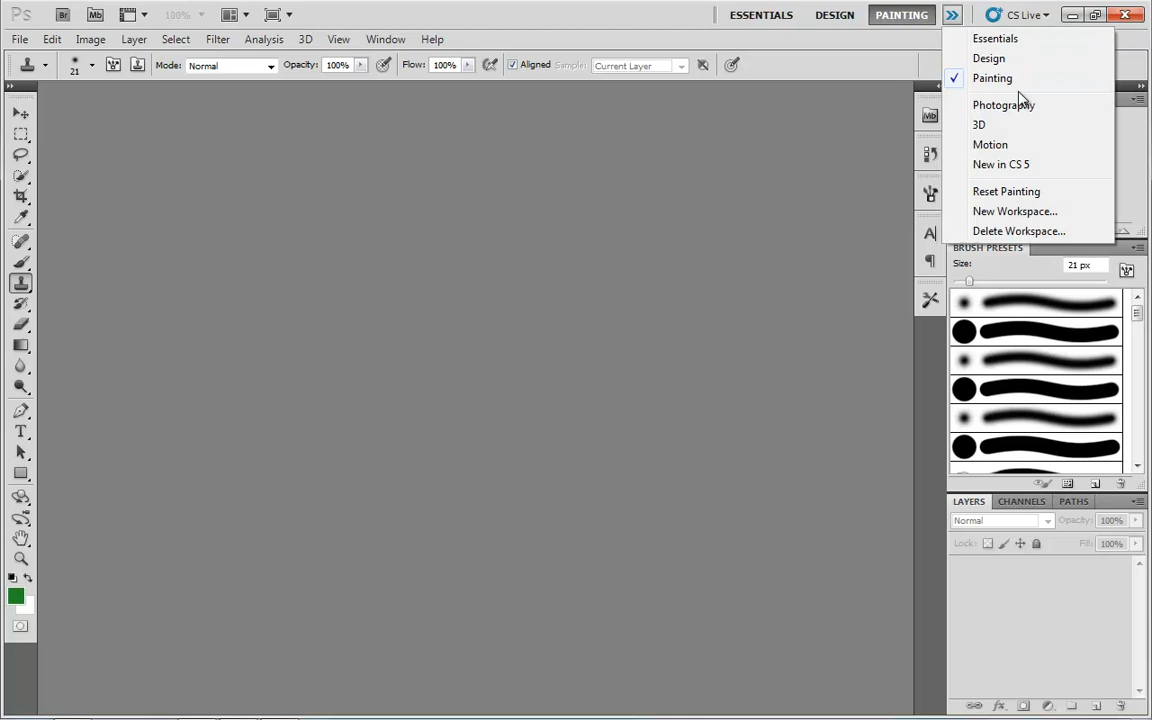 Ps Br Mb 100% ESSENTIALS DESIGN PAINTING CS Live
File Edit Image Layer Select Filter Analysis 3D View Window Help
21 Mode: Normal Opacity: 100% Flow: 100% Aligned Sample: Current Layer
Essentials
Design
Painting
Photography
3D
Motion
New in CS 5
Reset Painting
New Workspace...
Delete Workspace...
Mb
A
T
BRUSH PRESETS
Size: 21 px
LAYERS CHANNELS PATHS
Normal Opacity: 100%
Lock: Fill: 100%
fx